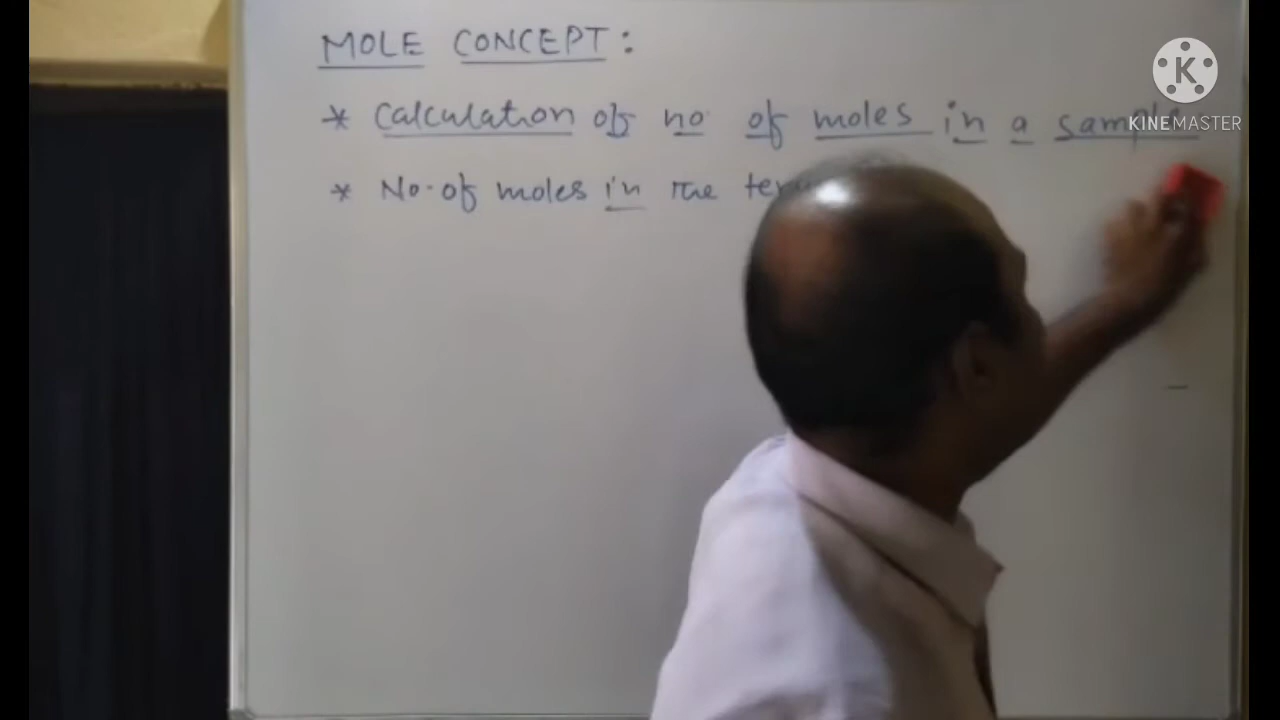 MOLE CONCEPT:
* Calculation of no. of moles in a sample
* No. of moles in the
K
KINEMASTER